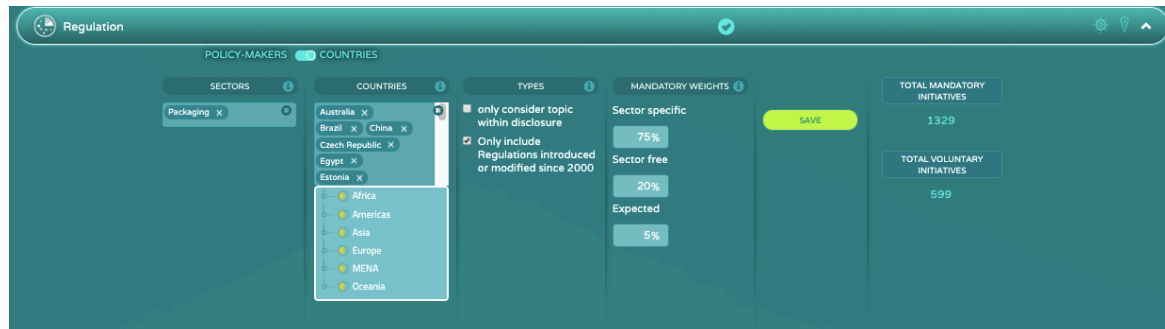 Regulation
POLICY-MAKERS COUNTRIES
SECTORS
Packaging x
COUNTRIES
Australia x
Brazil x China x
Czech Republic x
Egypt x
Estonia x
Africa
Americas
Asia
Europe
MENA
Oceania
TYPES
only consider topic
within disclosure
Only include
Regulations introduced
or modified since 2000
MANDATORY WEIGHTS
Sector specific
75%
Sector free
20%
Expected
5%
SAVE
TOTAL MANDATORY
INITIATIVES
1329
TOTAL VOLUNTARY
INITIATIVES
599